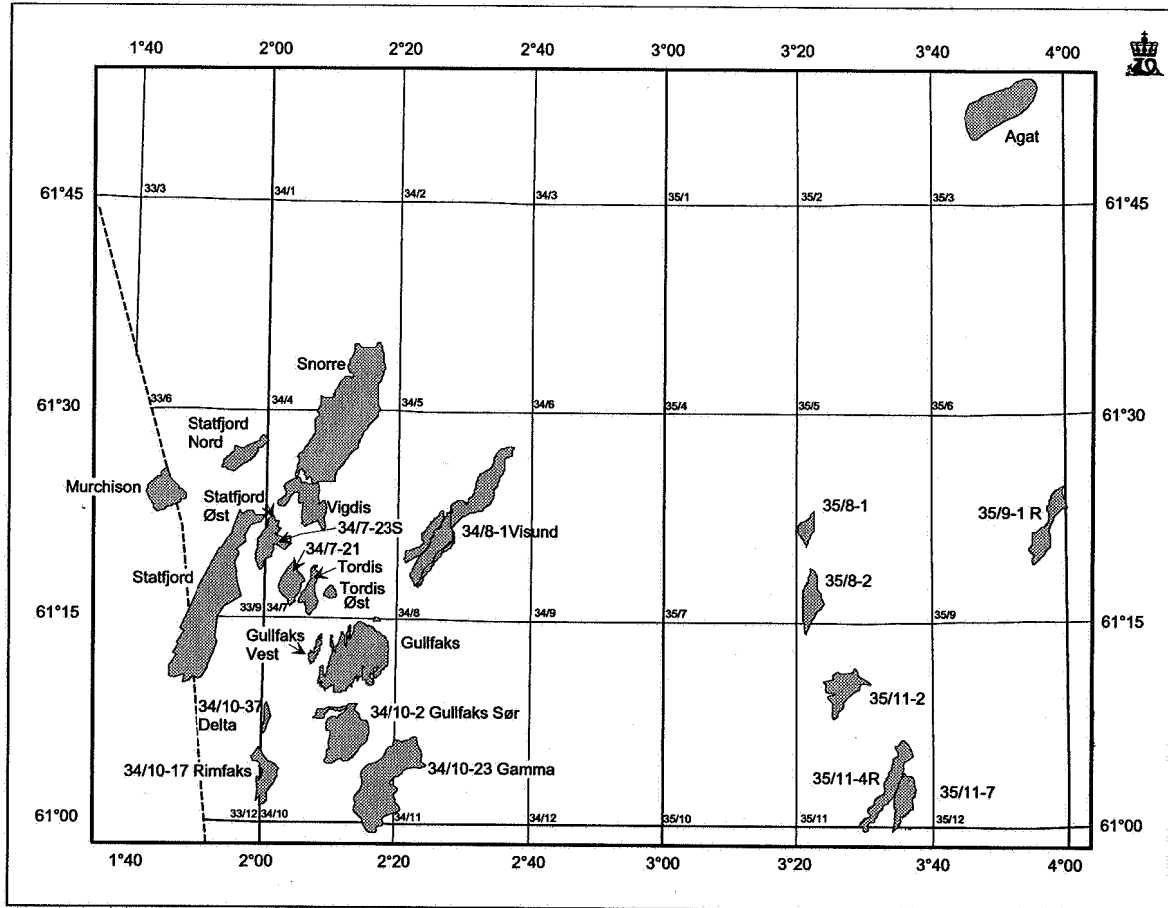 1°40 2°00 2°20 2°40 3°00 3°20 3°40 4°00
Agat
61°45 61°45
33/3 34/1 34/2 34/3 35/1 35/2 35/3
Snorre
61°30 61°30
33/6 34/4 34/5 34/6 35/4 35/5 35/6
Statfjord
Nord
Murchison
Statfjord
Øst
Vigdis
34/7-23S
34/8-1Visund
35/8-1
35/9-1 R
34/7-21
Tordis
Statfjord
Tordis
Øst
35/8-2
61°15 61°15
33/9 34/7 34/8 34/9 35/7 35/9
Gullfaks
Vest
Gullfaks
34/10-37
Delta
34/10-2 Gullfaks Sør
35/11-2
34/10-17 Rimfaks
34/10-23 Gamma
35/11-4R
35/11-7
61°00 61°00
33/12 34/10 34/11 34/12 35/10 35/11 35/12
1°40 2°00 2°20 2°40 3°00 3°20 3°40 4°00